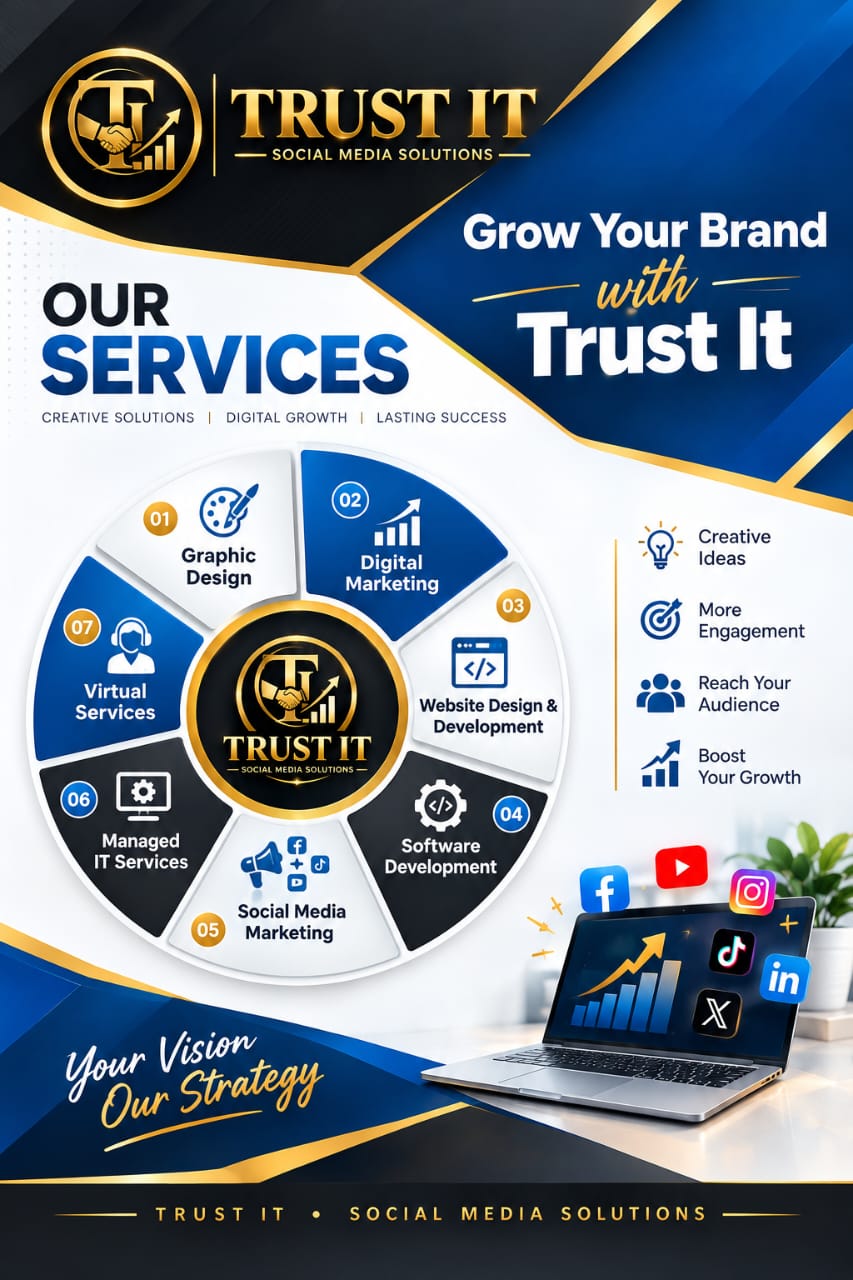 TRUST IT
SOCIAL MEDIA SOLUTIONS
Grow Your Brand
with
Trust It
OUR
SERVICES
CREATIVE SOLUTIONS | DIGITAL GROWTH | LASTING SUCCESS
01
Graphic
Design
02
Digital
Marketing
03
Website Design &
Development
04
Software
Development
05
Social Media
Marketing
06
Managed
IT Services
07
Virtual
Services
TRUST IT
SOCIAL MEDIA SOLUTIONS
Creative
Ideas
More
Engagement
Reach Your
Audience
Boost
Your Growth
Your Vision
Our Strategy
TRUST IT • SOCIAL MEDIA SOLUTIONS